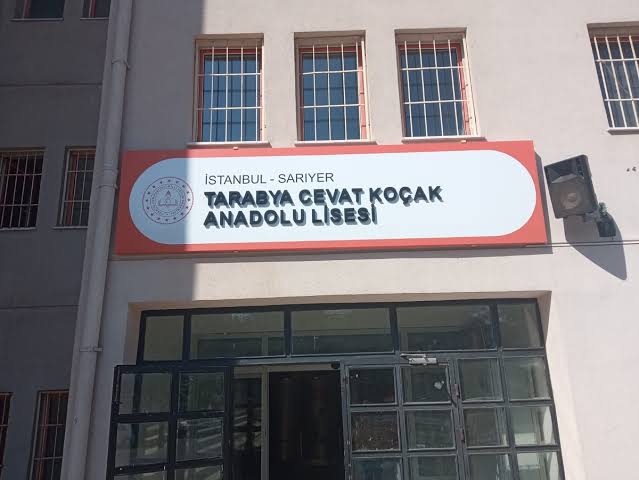 İSTANBUL - SARIYER
TARABYA CEVAT KOÇAK
ANADOLU LİSESİ